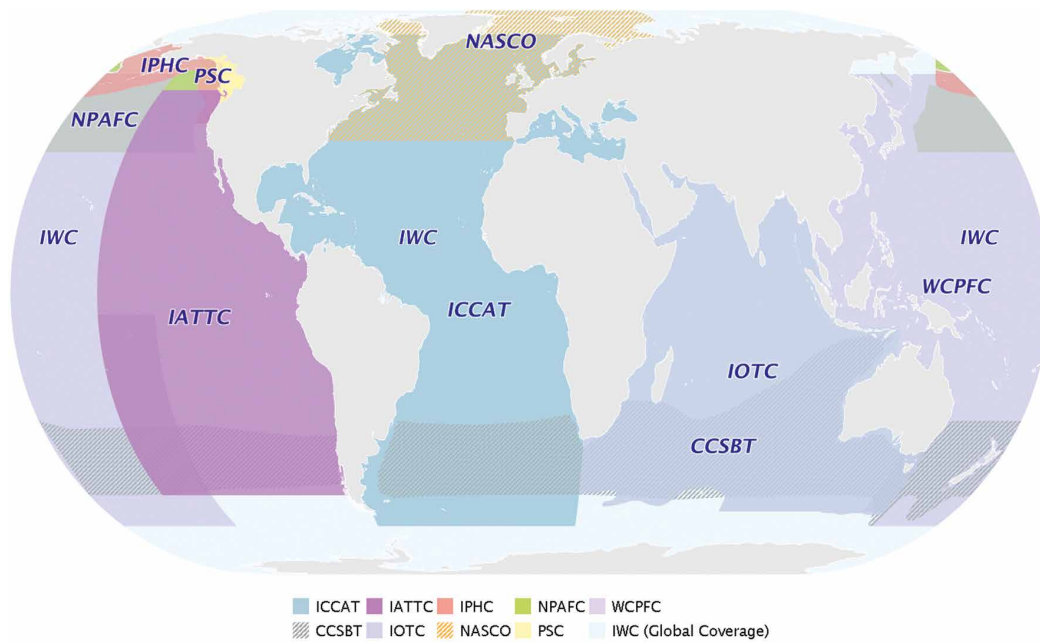 NASCO
IPHC
PSC
NPAFC
IWC
IWC
IWC
WCPFC
IATTC
ICCAT
IOTC
CCSBT
ICCAT IATTC IPHC NPAFC WCPFC
CCSBT IOTC NASCO PSC IWC (Global Coverage)